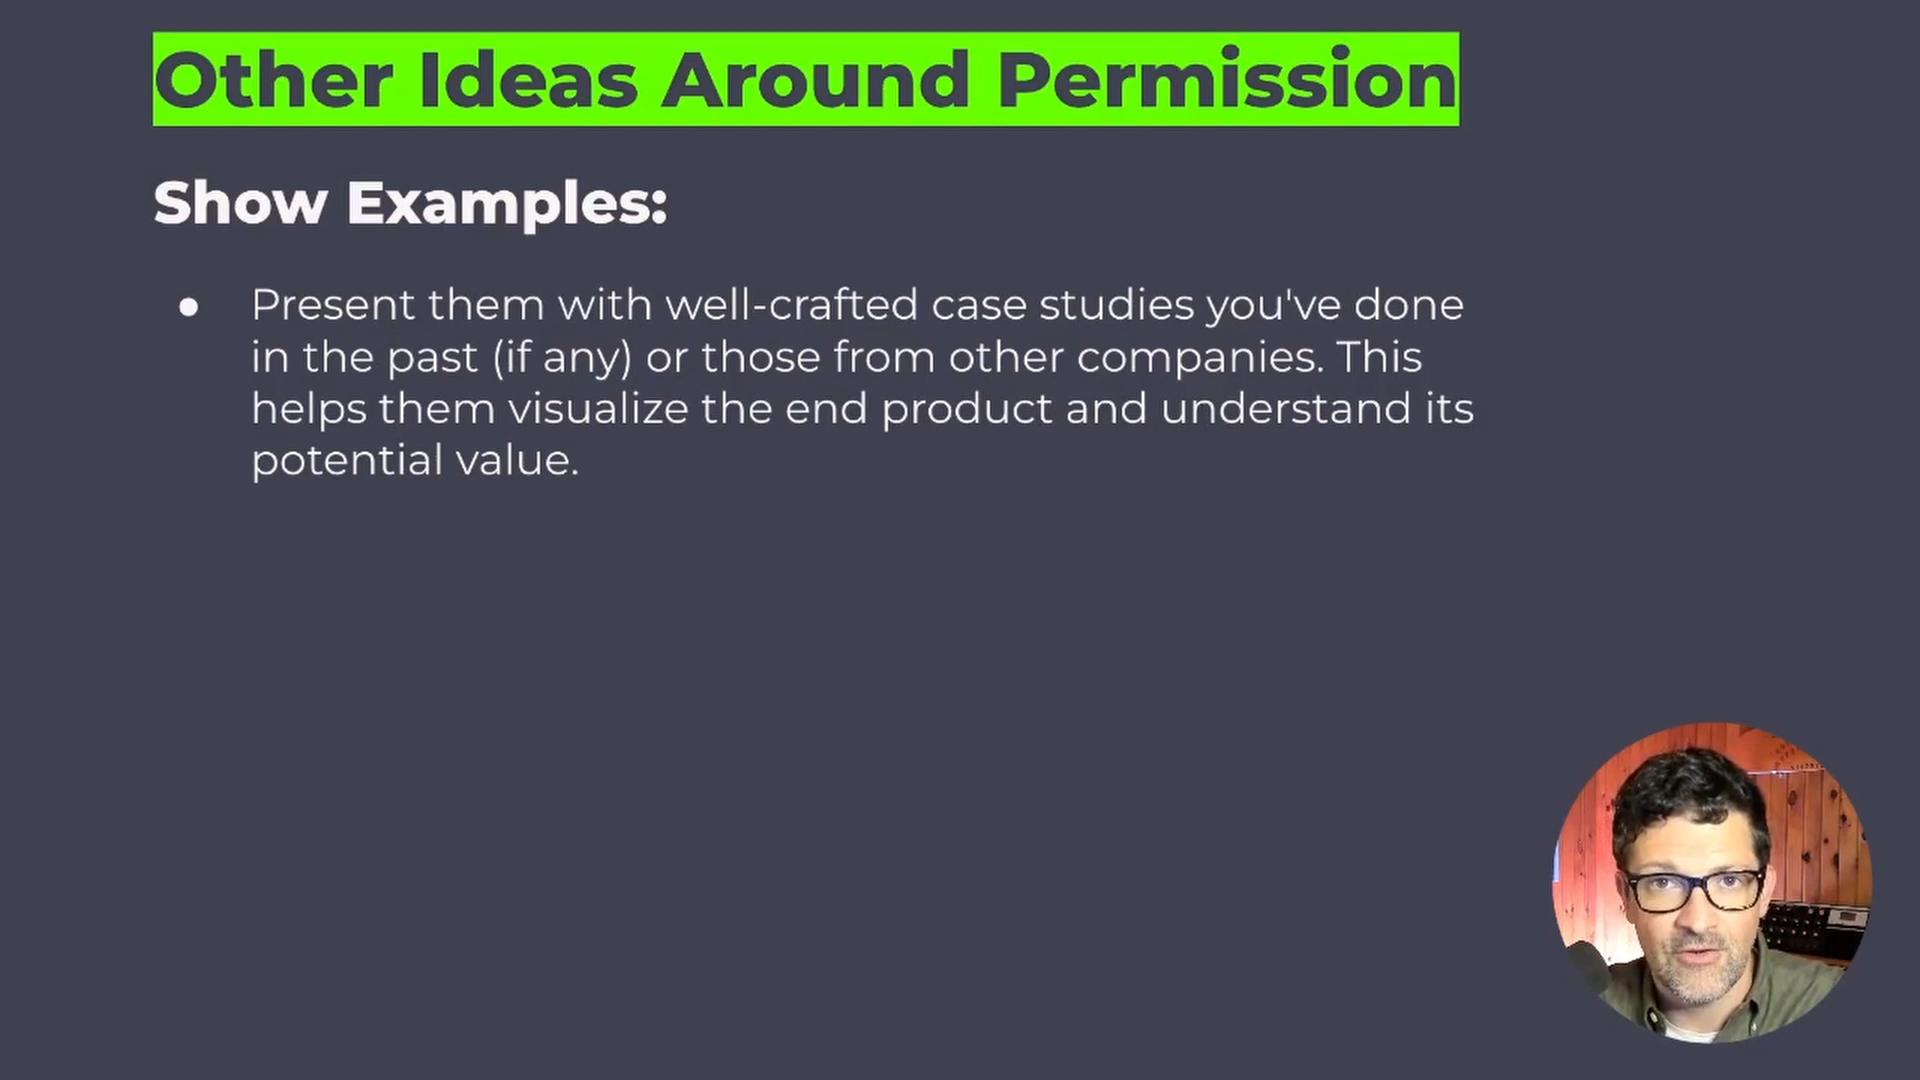 Other Ideas Around Permission
Show Examples:
● Present them with well-crafted case studies you've done
in the past (if any) or those from other companies. This
helps them visualize the end product and understand its
potential value.